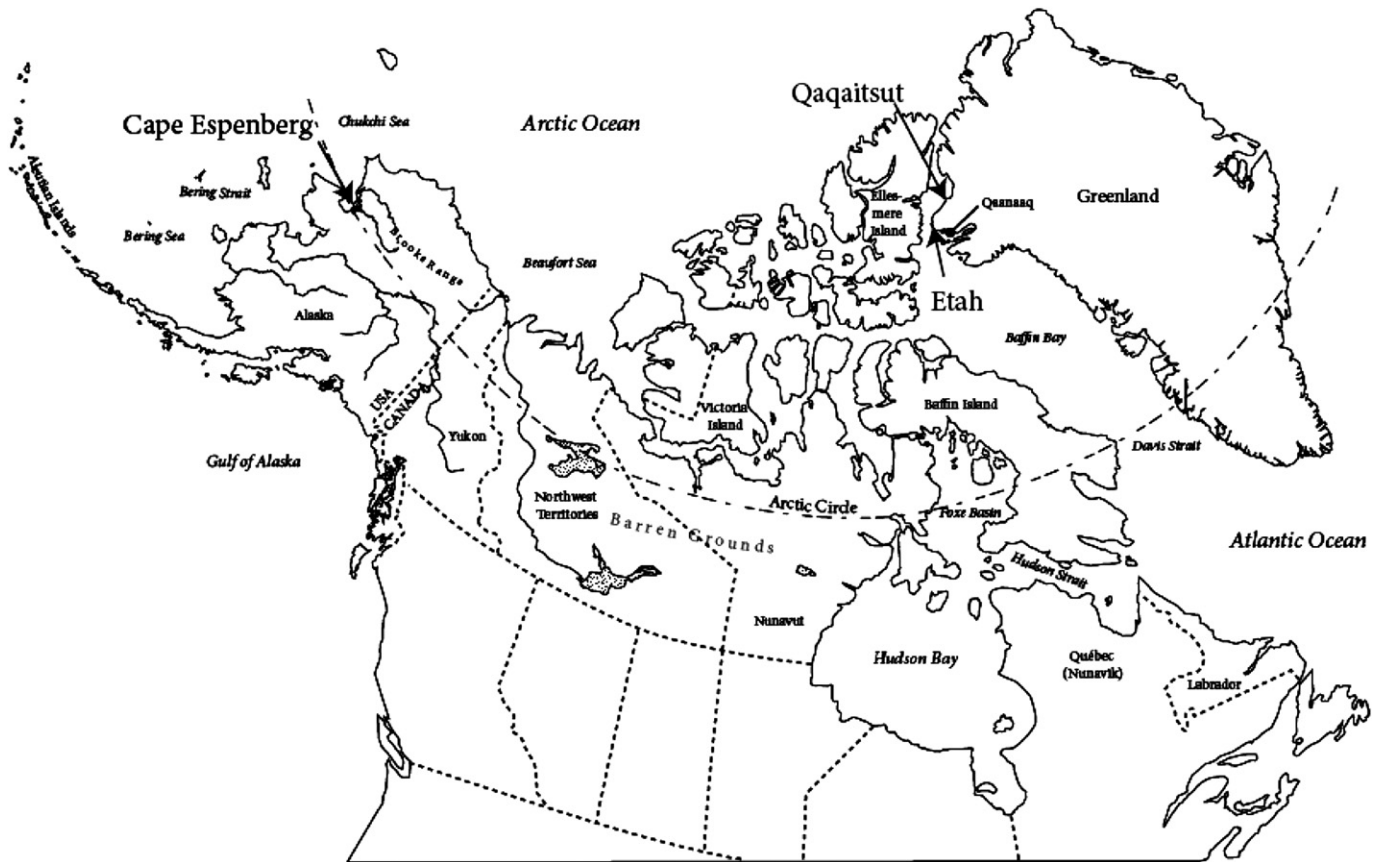 Qaqaitsut
Cape Espenberg
Chukchi Sea
Arctic Ocean
Aleutian Islands
Bering Strait
Elles-
mere
Island
Qaanaaq
Greenland
Bering Sea
Brooks Range
Beaufort Sea
Etah
Alaska
Baffin Bay
USA
CANADA
Victoria
Island
Baffin Island
Yukon
Davis Strait
Gulf of Alaska
Northwest
Territories
Arctic Circle
Foxe Basin
Barren Grounds
Atlantic Ocean
Hudson Strait
Nunavut
Hudson Bay
Québec
(Nunavik)
Labrador